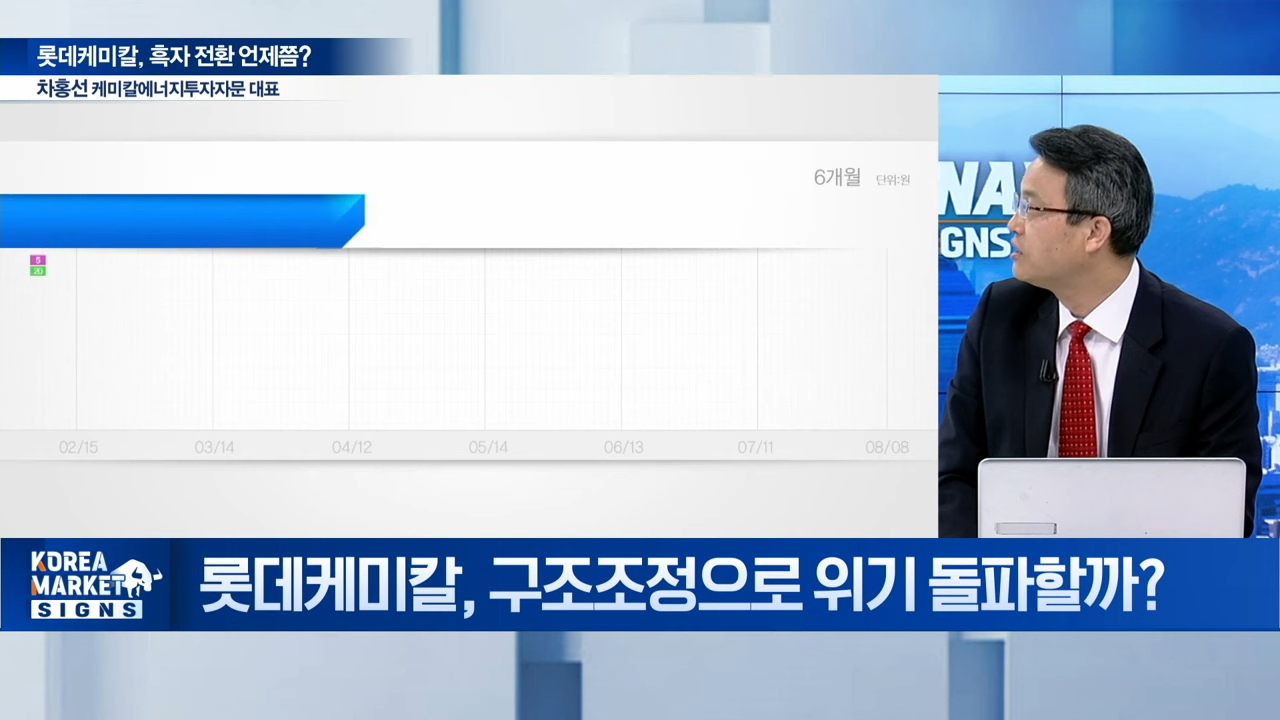 롯데케미칼, 흑자 전환 언제쯤?
차홍선 케미칼에너지투자자문 대표
6개월 단위:원
5
20
02/15 03/14 04/12 05/14 06/13 07/11 08/08
NA
GNS
KOREA
MARKET
SIGNS
롯데케미칼, 구조조정으로 위기 돌파할까?